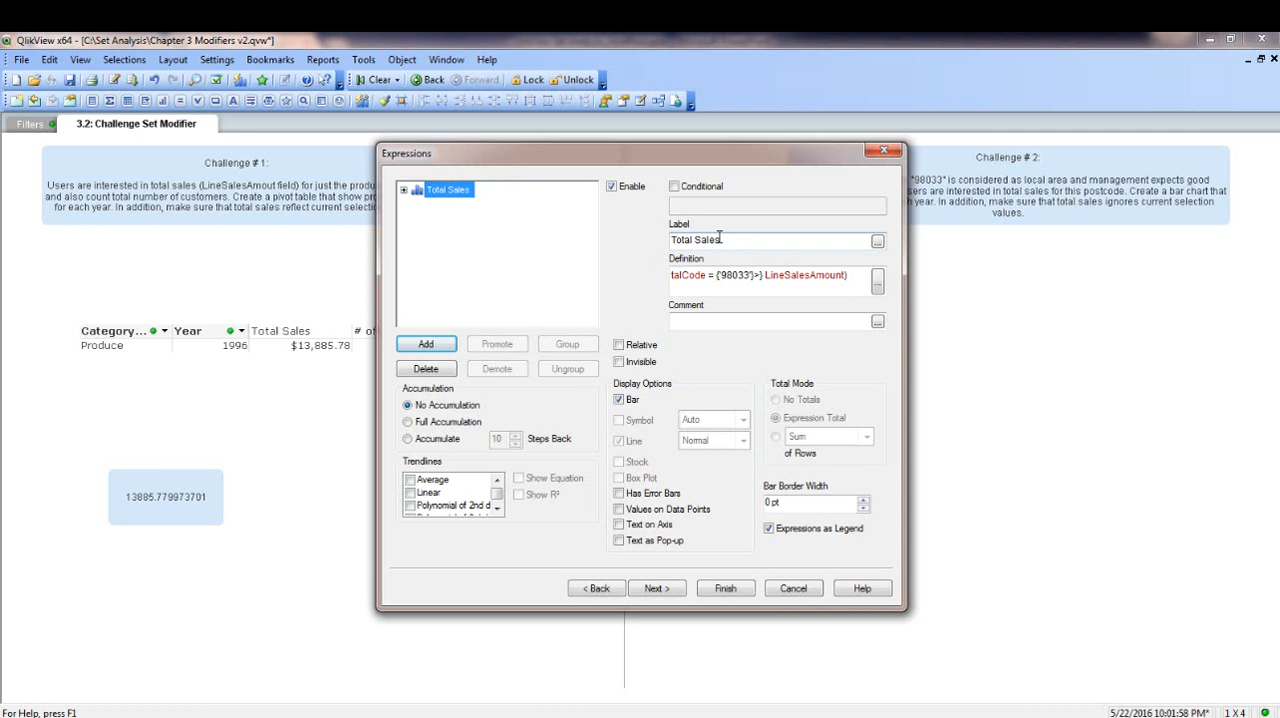 QlikView x64 - [C:\Set Analysis\Chapter 3 Modifiers v2.qvw*]
File Edit View Selections Layout Settings Bookmarks Reports Tools Object Window Help
Clear Back Forward Lock Unlock
Filters 3.2: Challenge Set Modifier
Challenge # 1:
Users are interested in total sales (LineSalesAmout field) for just the produ
and also count total number of customers. Create a pivot table that show pro
for each year. In addition, make sure that total sales reflect current selection
Challenge # 2:
"98033" is considered as local area and management expects good
sers are interested in total sales for this postcode. Create a bar chart that
h year. In addition, make sure that total sales ignores current selection
values.
Category... Year Total Sales # of
Produce 1996 $13,885.78
13885.779973701
Expressions
Total Sales
Add Promote Group
Delete Demote Ungroup
Accumulation
No Accumulation
Full Accumulation
Accumulate 10 Steps Back
Trendlines
Average
Linear
Polynomial of 2nd d
Show Equation
Show R²
Enable Conditional
Label
Total Sales
Definition
talCode = {'98033'}>} LineSalesAmount)
Comment
Relative
Invisible
Display Options
Bar
Symbol Auto
Line Normal
Stock
Box Plot
Has Error Bars
Values on Data Points
Text on Axis
Text as Pop-up
Total Mode
No Totals
Expression Total
Sum
of Rows
Bar Border Width
0 pt
Expressions as Legend
< Back Next > Finish Cancel Help
For Help, press F1 5/22/2016 10:01:58 PM* 1 X 4